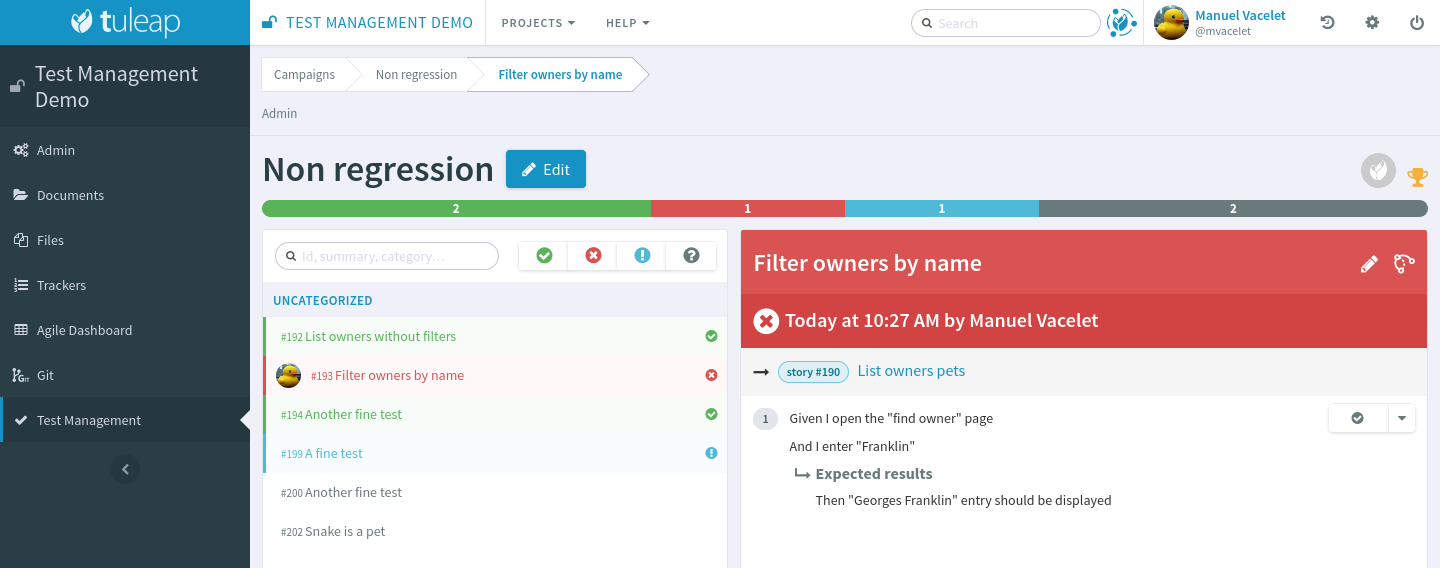 tuleap
TEST MANAGEMENT DEMO
PROJECTS
HELP
Search
Manuel Vacelet
@mvacelet
Test Management
Demo
Admin
Documents
Files
Trackers
Agile Dashboard
GIT
Git
Test Management
Campaigns
Non regression
Filter owners by name
Admin
Non regression
Edit
2
1
1
2
Id, summary, category...
UNCATEGORIZED
#192 List owners without filters
#193 Filter owners by name
#194 Another fine test
#199 A fine test
#200 Another fine test
#202 Snake is a pet
Filter owners by name
Today at 10:27 AM by Manuel Vacelet
story #190 List owners pets
1 Given I open the "find owner" page
And I enter "Franklin"
Expected results
Then "Georges Franklin" entry should be displayed